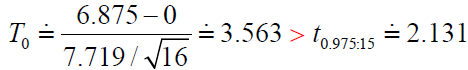 T₀ ≐ (6.875 − 0) / (7.719 / √16) ≐ 3.563 > t₀.₉₇₅:₁₅ ≐ 2.131